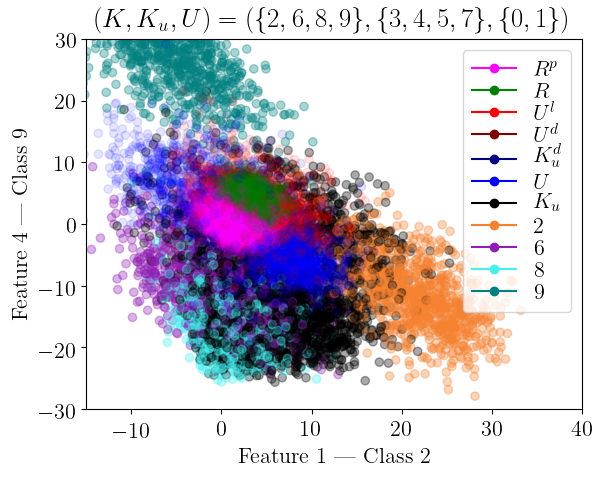 (K, K_u, U) = ({2, 6, 8, 9}, {3, 4, 5, 7}, {0, 1})
30
20
10
0
−10
−20
−30
Feature 4 — Class 9
R^p
R
U^l
U^d
K_u^d
U
K_u
2
6
8
9
−10
0
10
20
30
40
Feature 1 — Class 2